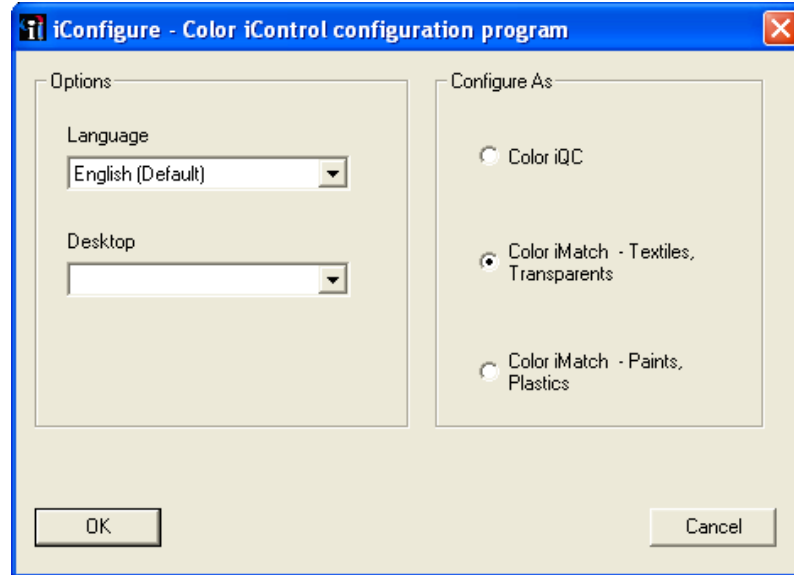 iConfigure - Color iControl configuration program
Options
Language
English (Default)
Desktop
Configure As
Color iQC
Color iMatch - Textiles,
Transparents
Color iMatch - Paints,
Plastics
OK
Cancel